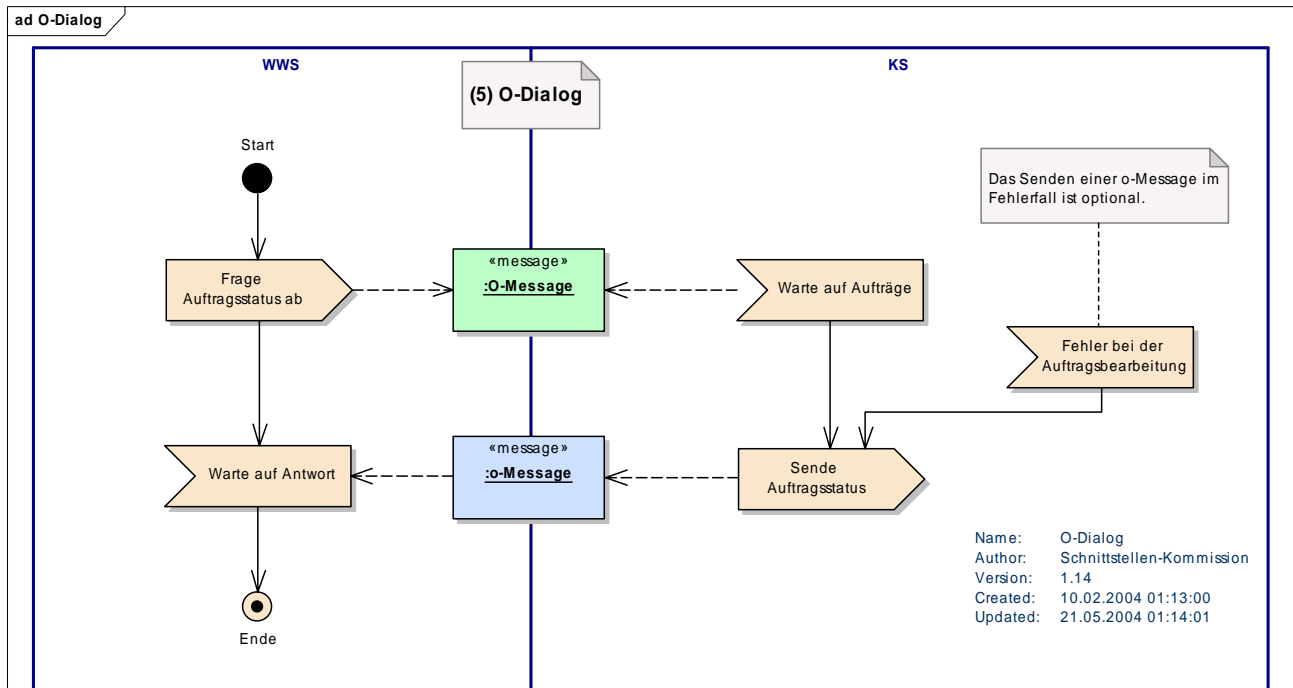 ad O-Dialog
WWS
KS
(5) O-Dialog
Start
Das Senden einer o-Message im
Fehlerfall ist optional.
Frage
Auftragsstatus ab
«message»
:O-Message
Warte auf Aufträge
Fehler bei der
Auftragsbearbeitung
Warte auf Antwort
«message»
:o-Message
Sende
Auftragsstatus
Name: O-Dialog
Author: Schnittstellen-Kommission
Version: 1.14
Created: 10.02.2004 01:13:00
Updated: 21.05.2004 01:14:01
Ende